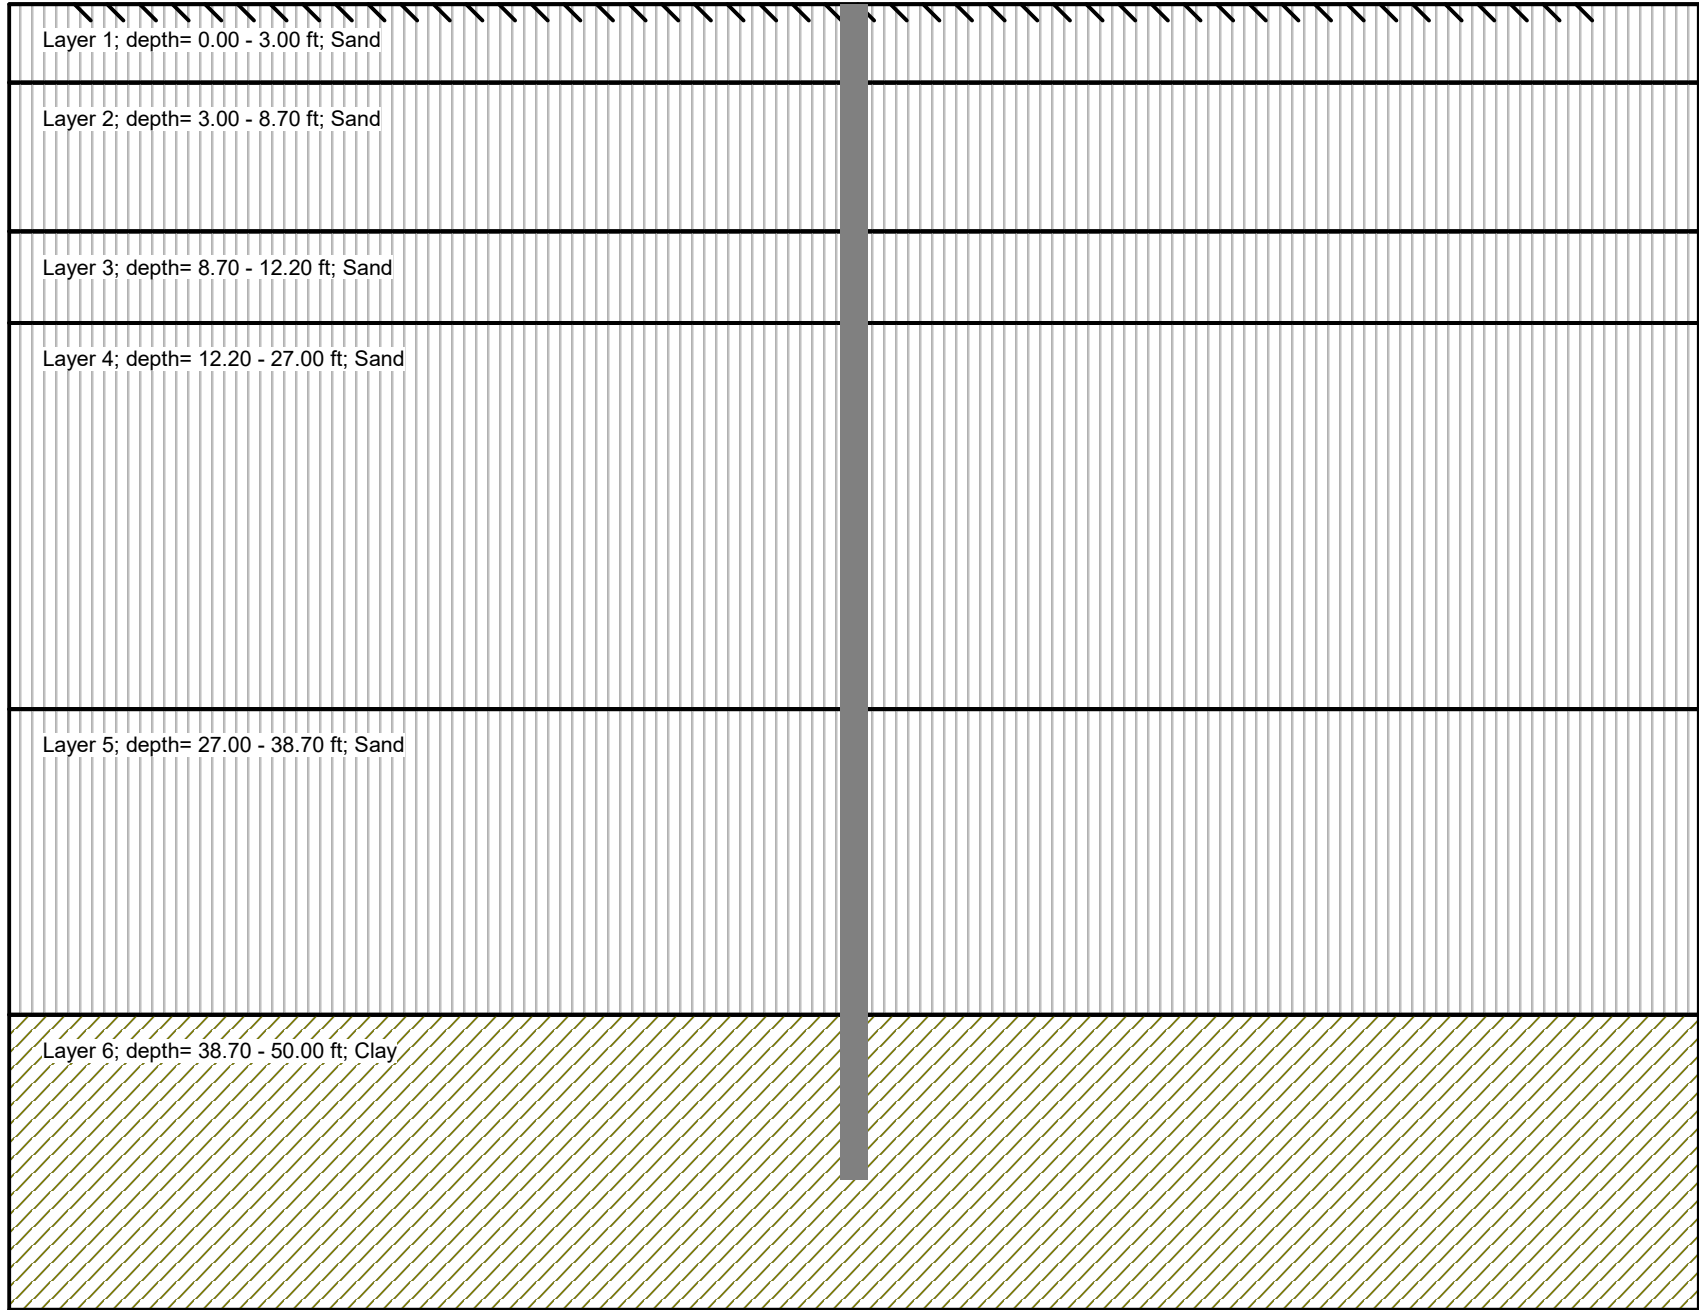 Layer 1; depth= 0.00 - 3.00 ft; Sand
Layer 2; depth= 3.00 - 8.70 ft; Sand
Layer 3; depth= 8.70 - 12.20 ft; Sand
Layer 4; depth= 12.20 - 27.00 ft; Sand
Layer 5; depth= 27.00 - 38.70 ft; Sand
Layer 6; depth= 38.70 - 50.00 ft; Clay